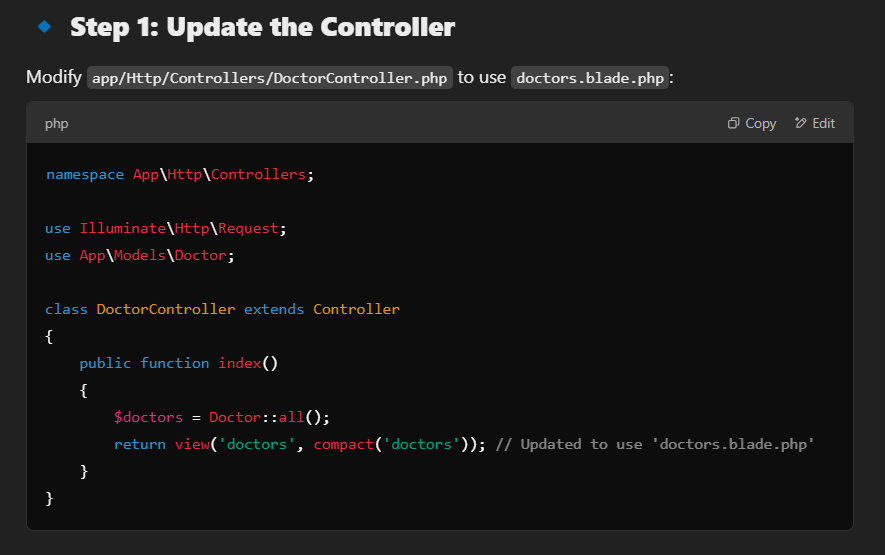 Step 1: Update the Controller
Modify app/Http/Controllers/DoctorController.php to use doctors.blade.php:
php Copy Edit
namespace App\Http\Controllers;
use Illuminate\Http\Request;
use App\Models\Doctor;
class DoctorController extends Controller
{
    public function index()
    {
        $doctors = Doctor::all();
        return view('doctors', compact('doctors')); // Updated to use 'doctors.blade.php'
    }
}